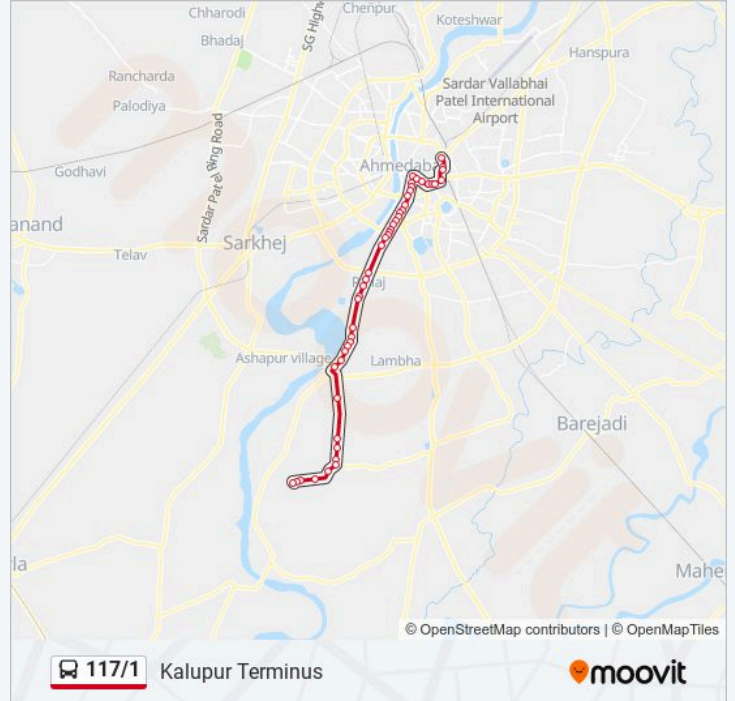 Chharodi
Chenpur
Koteshwar
Bhadaj
SG High
Hanspura
Rancharda
Sardar Vallabhai
Patel International
Airport
Palodiya
Godhavi
Sardar Patel Ring Road
Ahmedaba
anand
Telav
Sarkhej
Ashapur village
Lambha
Barejadi
la
Mahe
© OpenStreetMap contributors | © OpenMapTiles
117/1 Kalupur Terminus
moovit